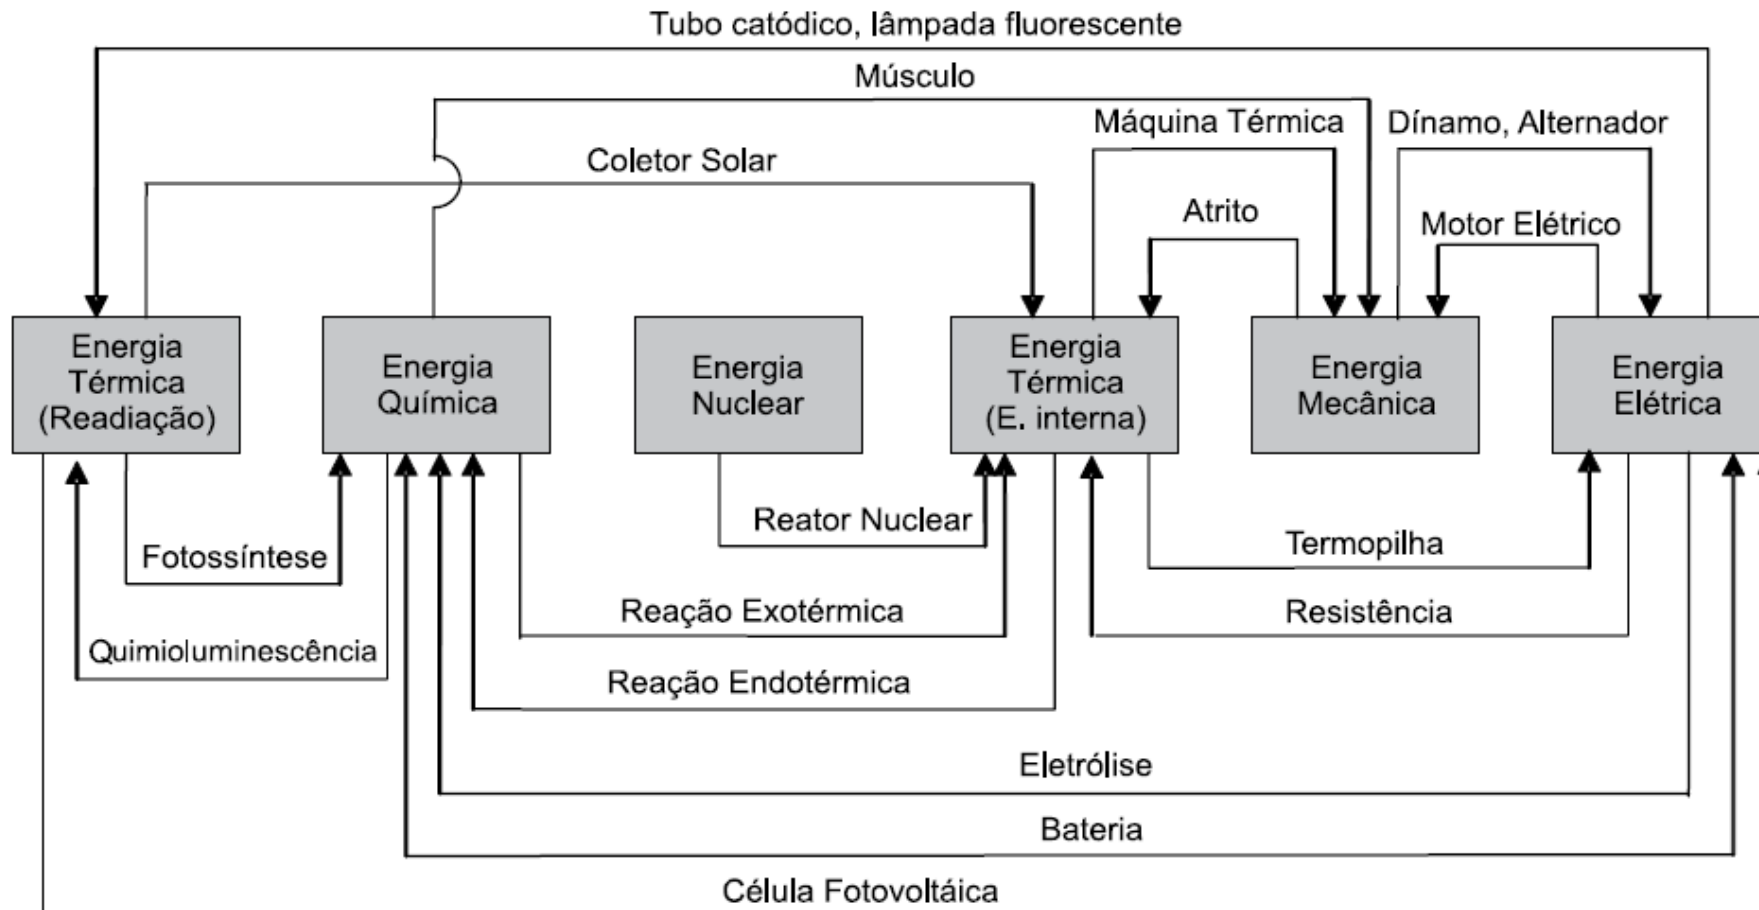 Tubo catódico, lâmpada fluorescente
Músculo
Máquina Térmica
Dínamo, Alternador
Coletor Solar
Atrito
Motor Elétrico
Energia
Térmica
(Readiação)
Energia
Química
Energia
Nuclear
Energia
Térmica
(E. interna)
Energia
Mecânica
Energia
Elétrica
Reator Nuclear
Termopilha
Fotossíntese
Reação Exotérmica
Resistência
Quimioluminescência
Reação Endotérmica
Eletrólise
Bateria
Célula Fotovoltáica